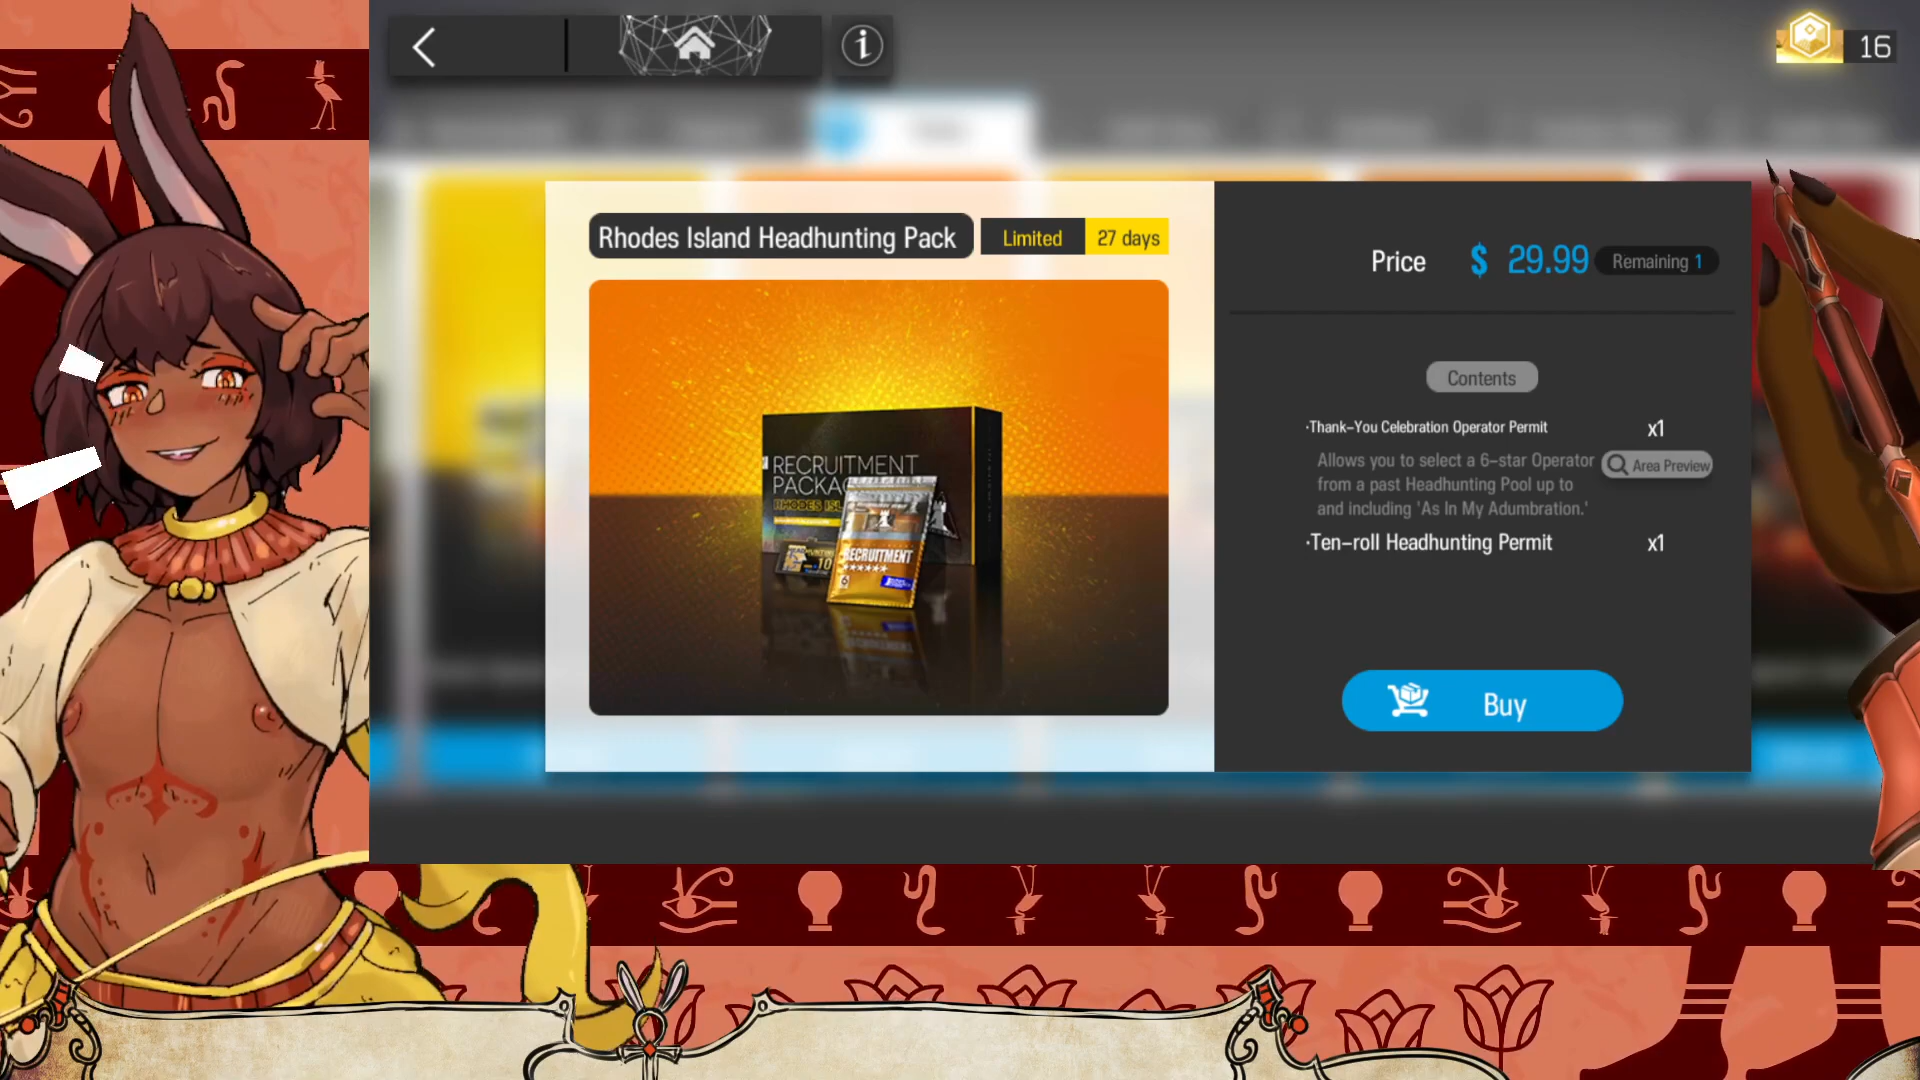 16
Rhodes Island Headhunting Pack
Limited
27 days
RECRUITMENT
RECRUITMENT
10
6
Price $ 29.99 Remaining 1
Contents
·Thank-You Celebration Operator Permit x1
Allows you to select a 6-star Operator
from a past Headhunting Pool up to
and including 'As In My Adumbration.'
Area Preview
·Ten-roll Headhunting Permit x1
Buy